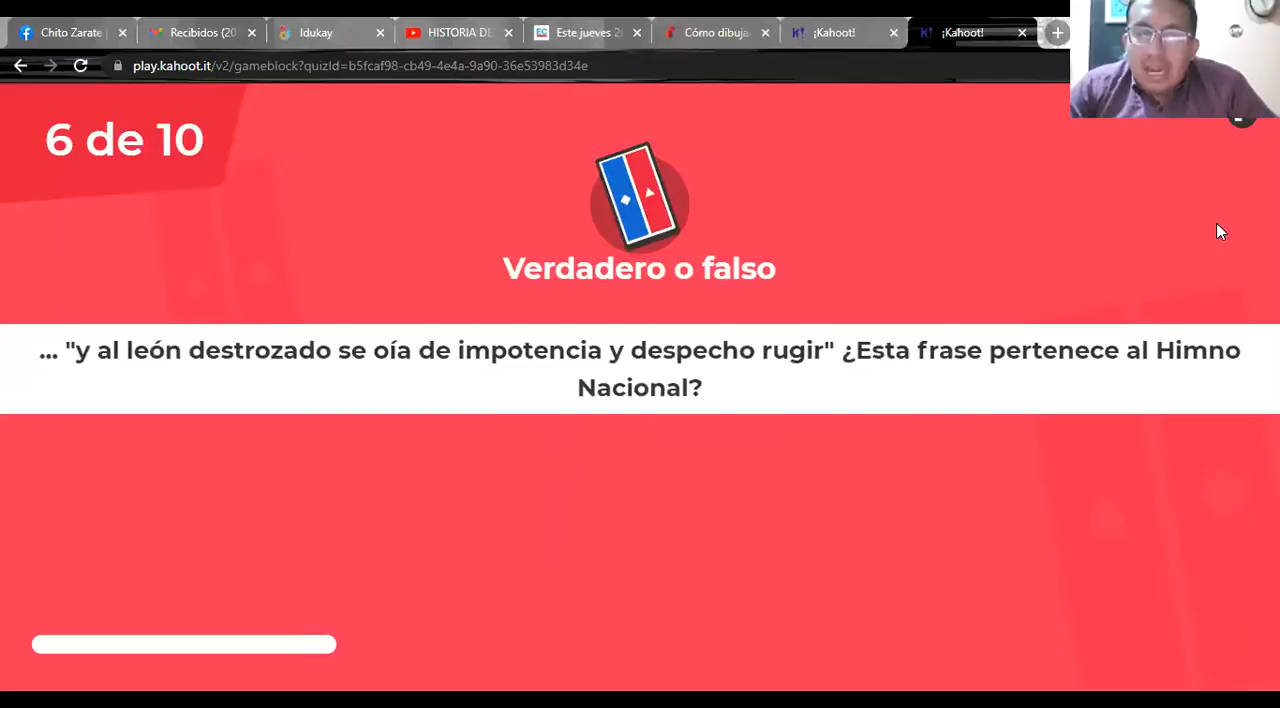 Chito Zarate
Recibidos (20
Idukay
HISTORIA DE
Este jueves 2
Cómo dibuja
¡Kahoot!
¡Kahoot!
play.kahoot.it/v2/gameblock?quizId=b5fcaf98-cb49-4e4a-9a90-36e53983d34e
6 de 10
Verdadero o falso
... "y al león destrozado se oía de impotencia y despecho rugir" ¿Esta frase pertenece al Himno
Nacional?